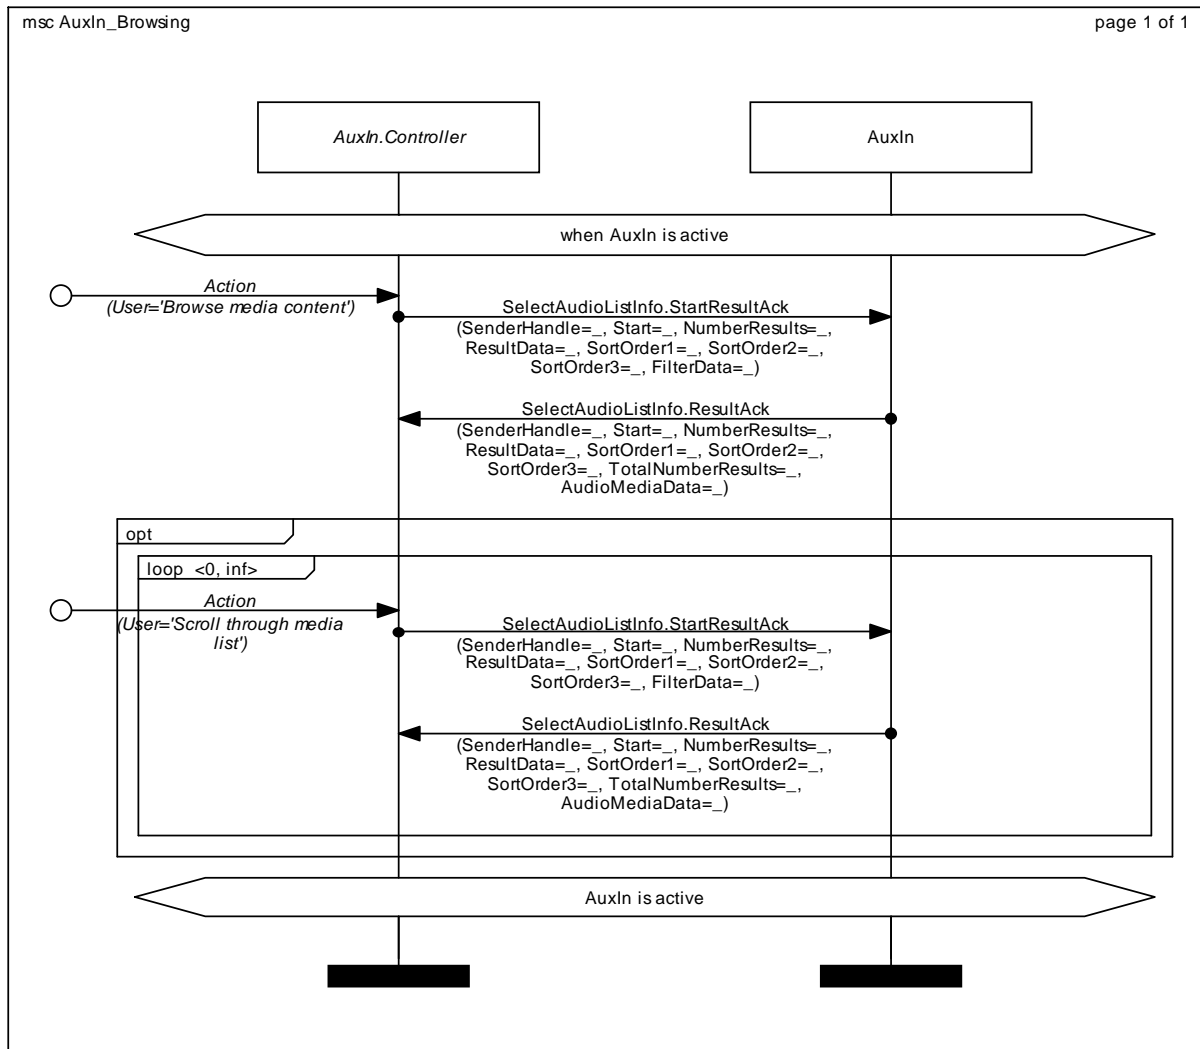 msc AuxIn_Browsing
page 1 of 1
AuxIn.Controller
AuxIn
when AuxIn is active
Action
(User='Browse media content')
SelectAudioListInfo.StartResultAck
(SenderHandle=_, Start=_, NumberResults=_,
ResultData=_, SortOrder1=_, SortOrder2=_,
SortOrder3=_, FilterData=_)
SelectAudioListInfo.ResultAck
(SenderHandle=_, Start=_, NumberResults=_,
ResultData=_, SortOrder1=_, SortOrder2=_,
SortOrder3=_, TotalNumberResults=_,
AudioMediaData=_)
opt
loop <0, inf>
Action
(User='Scroll through media
list')
SelectAudioListInfo.StartResultAck
(SenderHandle=_, Start=_, NumberResults=_,
ResultData=_, SortOrder1=_, SortOrder2=_,
SortOrder3=_, FilterData=_)
SelectAudioListInfo.ResultAck
(SenderHandle=_, Start=_, NumberResults=_,
ResultData=_, SortOrder1=_, SortOrder2=_,
SortOrder3=_, TotalNumberResults=_,
AudioMediaData=_)
AuxIn is active